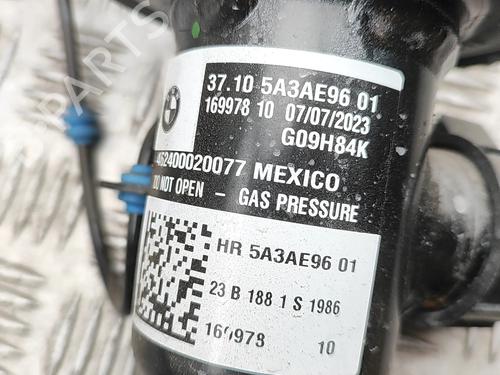 37.10 5A3AE96 01
169978 10 07/07/2023
G09H84K
462400020077 MEXICO
DO NOT OPEN - GAS PRESSURE
HR 5A3AE96 01
23 B 188 1 S 1986
169978 10